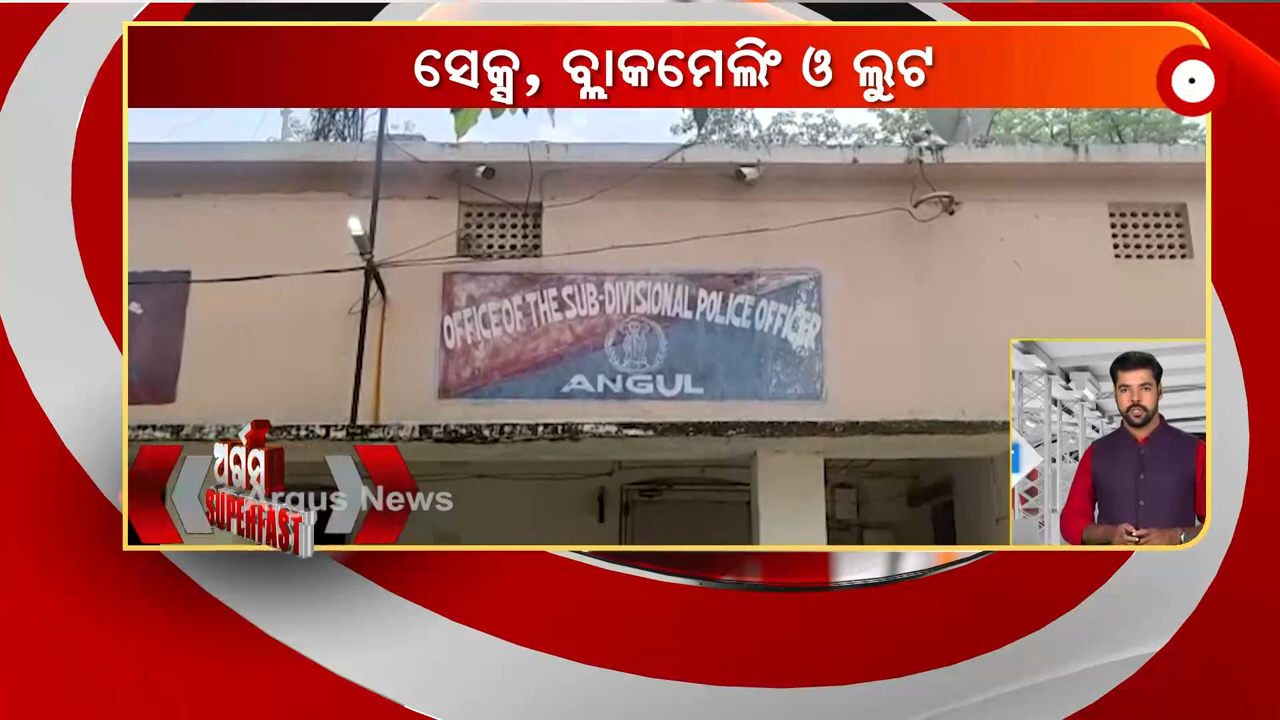 ସେକ୍ସ, ବ୍ଲାକମେଲିଂ ଓ ଲୁଟ
OFFICE OF THE SUB-DIVISIONAL POLICE OFFICER
ANGUL
ଅର୍ଗସ
SUPERFAST
Argus News